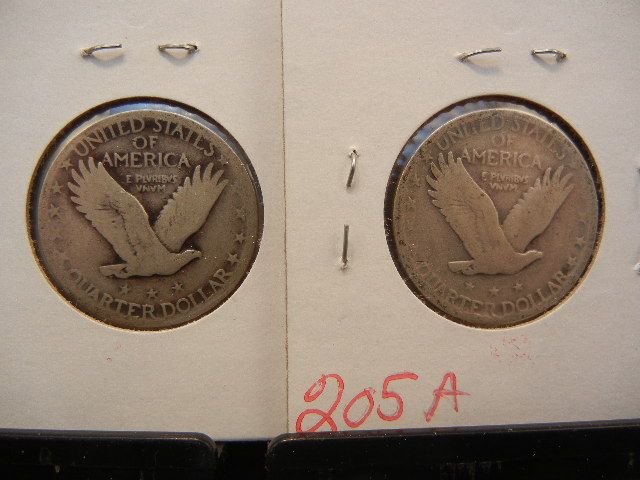 UNITED STATES
OF
AMERICA
E PLURIBUS
UNUM
QUARTER DOLLAR
UNITED STATES
OF
AMERICA
E PLURIBUS
UNUM
QUARTER DOLLAR
205 A